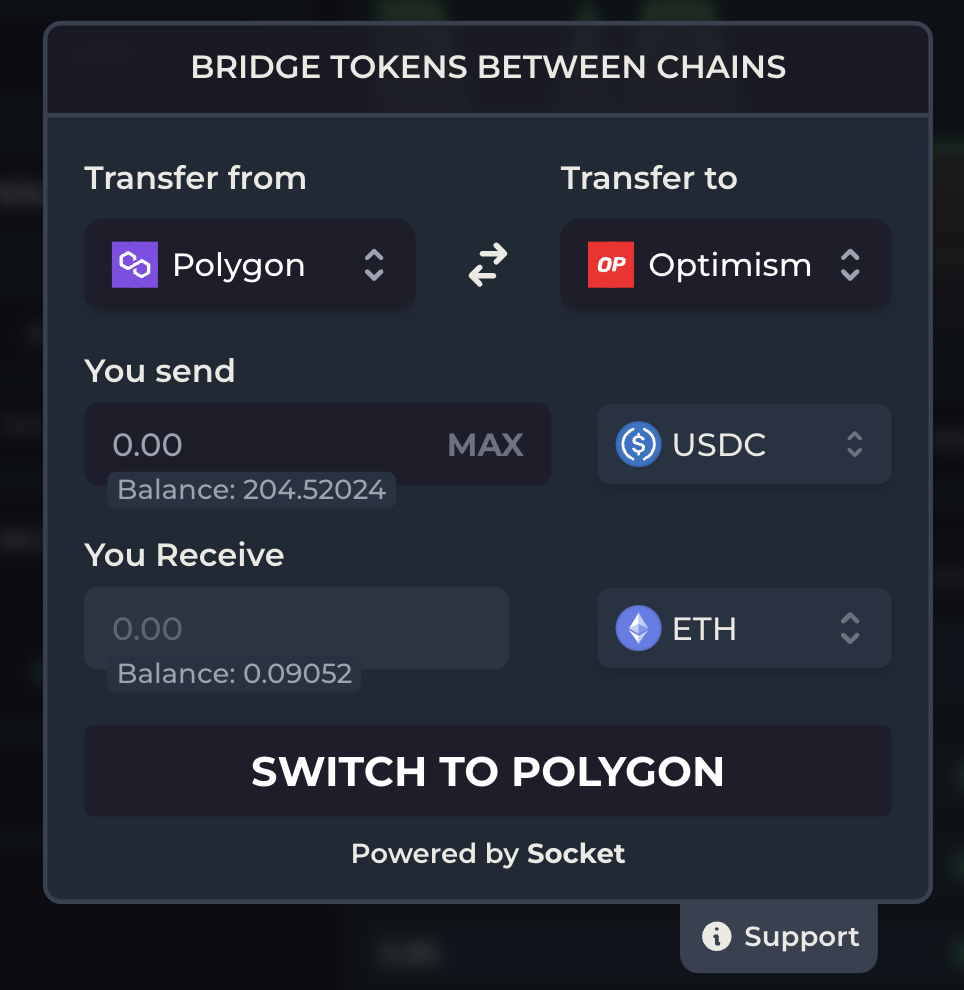 BRIDGE TOKENS BETWEEN CHAINS
Transfer from
Transfer to
Polygon
OP Optimism
You send
0.00 MAX
USDC
Balance: 204.52024
You Receive
0.00
ETH
Balance: 0.09052
SWITCH TO POLYGON
Powered by Socket
Support